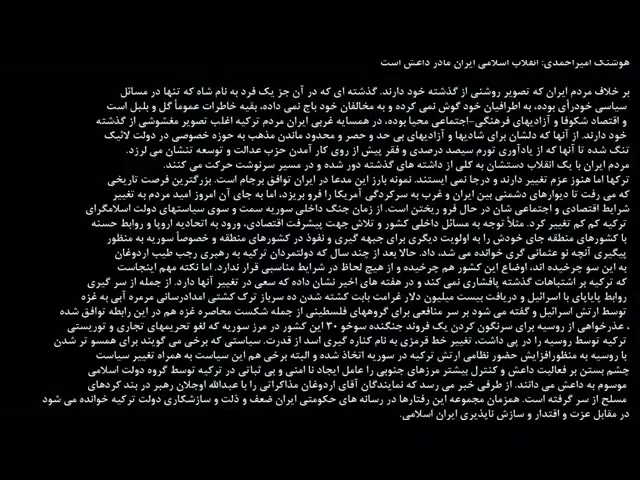 هوشنگ امیراحمدی: انقلاب اسلامی ایران مادر داعش است
بر خلاف مردم ایران که تصویر روشنی از گذشته خود دارند. گذشته ای که در آن جز یک فرد به نام شاه که تنها در مسائل
سیاسی خودرأی بوده، به اطرافیان خود گوش نمی کرده و به مخالفان خود باج نمی داده، بقیه خاطرات عموماً گل و بلبل است
و اقتصاد شکوفا و آزادیهای فرهنگی-اجتماعی محیا بوده، در همسایه غربی ایران مردم ترکیه اغلب تصویر مغشوشی از گذشته
خود دارند. از آنها که دلشان برای شادیها و آزادیهای بی حد و حصر و محدود ماندن مذهب به حوزه خصوصی در دولت لائیک
تنگ شده تا آنها که از یادآوری تورم سیصد درصدی و فقر پیش از روی کار آمدن حزب عدالت و توسعه تنشان می لرزد.
مردم ایران با یک انقلاب دستشان به کلی از داشته های گذشته دور شده و در مسیر سرنوشت حرکت می کنند.
ترکها اما هنوز عزم تغییر دارند و درجا نمی ایستند. نمونه بارز این مدعا در ایران توافق برجام است. بزرگترین فرصت تاریخی
که می رفت تا دیوارهای دشمنی بین ایران و غرب به سرکردگی آمریکا را فرو بریزد، اما به جای آن امروز امید مردم به تغییر
شرایط اقتصادی و اجتماعی شان در حال فرو ریختن است. از زمان جنگ داخلی سوریه سمت و سوی سیاستهای دولت اسلامگرای
ترکیه کم کم تغییر کرد. مثلاً توجه به مسائل داخلی کشور و تلاش جهت پیشرفت اقتصادی، ورود به اتحادیه اروپا و روابط حسنه
با کشورهای منطقه جای خودش را به اولویت دیگری برای جبهه گیری و نفوذ در کشورهای منطقه و خصوصاً سوریه به منظور
پیگیری آنچه نو عثمانی گری خوانده می شد، داد. حالا بعد از چند سال که دولتمردان ترکیه به رهبری رجب طیب اردوغان
به این سو چرخیده اند، اوضاع این کشور هم چرخیده و از هیچ لحاظ در شرایط مناسبی قرار ندارد. اما نکته مهم اینجاست
که ترکیه بر اشتباهات گذشته پافشاری نمی کند و در هفته های اخیر نشان داده که سعی در تغییر آنها دارد. از جمله از سر گیری
روابط پایاپای با اسرائیل و دریافت بیست میلیون دلار غرامت بابت کشته شدن ده سرباز ترک کشتی امدادرسانی مرمره آبی به غزه
توسط ارتش اسرائیل و گفته می شود بر سر منافعی برای گروههای فلسطینی از جمله شکست محاصره غزه هم در این رابطه توافق شده
، عذرخواهی از روسیه برای سرنگون کردن یک فروند جنگنده سوخو ۳۰ این کشور در مرز سوریه که لغو تحریمهای تجاری و توریستی
ترکیه توسط روسیه را در پی داشت، تغییر خط قرمزی به نام کناره گیری اسد از قدرت. سیاستی که برخی می گویند برای همسو تر شدن
با روسیه به منظورافزایش حضور نظامی ارتش ترکیه در سوریه اتخاذ شده و البته برخی هم این سیاست به همراه تغییر سیاست
چشم بستن بر فعالیت داعش و کنترل بیشتر مرزهای جنوبی را عامل ایجاد نا امنی و بی ثباتی در ترکیه توسط گروه دولت اسلامی
موسوم به داعش می دانند. از طرفی خبر می رسد که نمایندگان آقای اردوغان مذاکراتی را با عبدالله اوجلان رهبر در بند کردهای
مسلح از سر گرفته است. همزمان مجموعه این رفتارها در رسانه های حکومتی ایران ضعف و ذلت و سازشکاری دولت ترکیه خوانده می شود
در مقابل عزت و اقتدار و سازش ناپذیری ایران اسلامی.